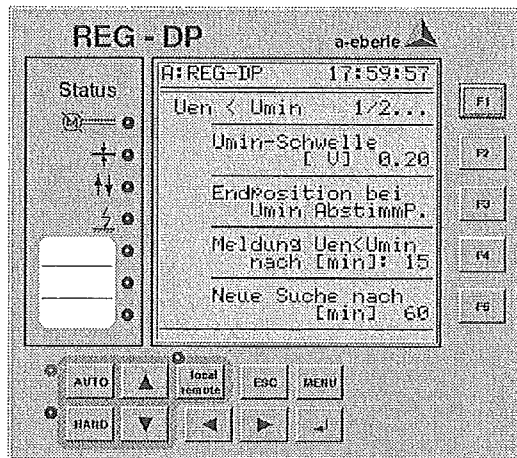 REG - DP
a-eberle
Status
A:REG-DP 17:59:57
Uen < Umin 1/2...
Umin-Schwelle
[ V] 0.20
Endposition bei
Umin AbstimmP.
Meldung Uen<Umin
nach [min]: 15
Neue Suche nach
[min] 60
M
F1
F2
F3
F4
F5
AUTO
local
remote
ESC
MENU
HAND